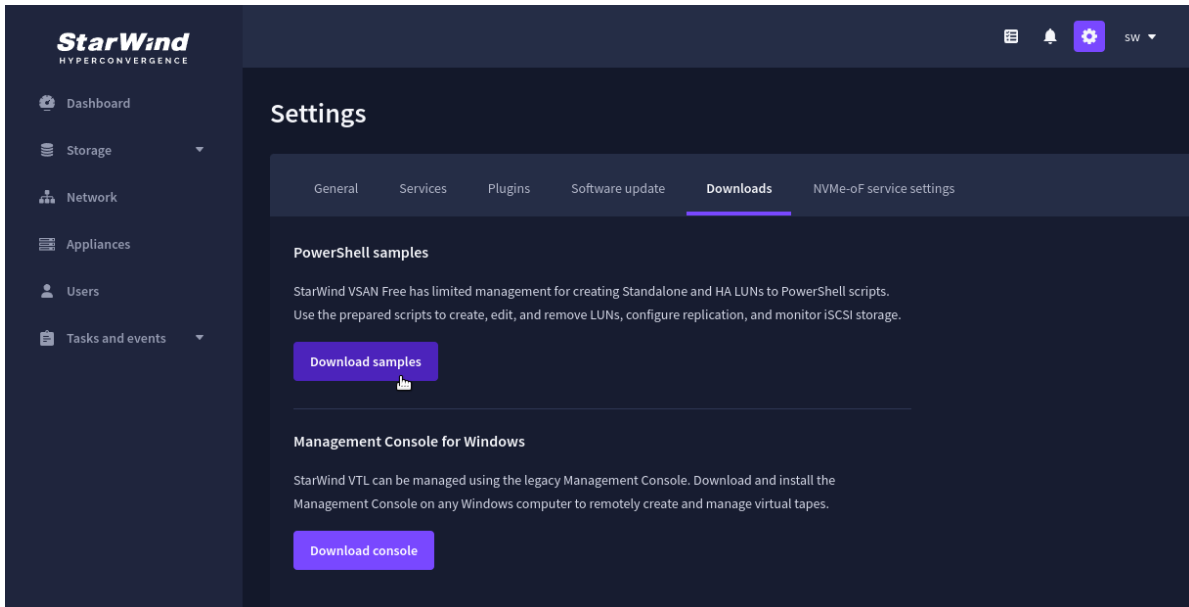 StarWind
HYPERCONVERGENCE
sw
Dashboard
Storage
Network
Appliances
Users
Tasks and events
Settings
General
Services
Plugins
Software update
Downloads
NVMe-oF service settings
PowerShell samples
StarWind VSAN Free has limited management for creating Standalone and HA LUNs to PowerShell scripts.
Use the prepared scripts to create, edit, and remove LUNs, configure replication, and monitor iSCSI storage.
Download samples
Management Console for Windows
StarWind VTL can be managed using the legacy Management Console. Download and install the
Management Console on any Windows computer to remotely create and manage virtual tapes.
Download console